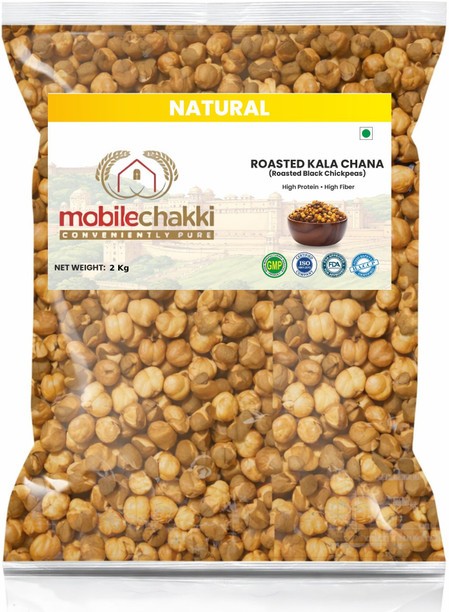 NATURAL
ROASTED KALA CHANA
(Roasted Black Chickpeas)
High Protein • High Fiber
mobilechakki
CONVENIENTLY PURE
NET WEIGHT: 2 Kg
GMP
ISO
FDA